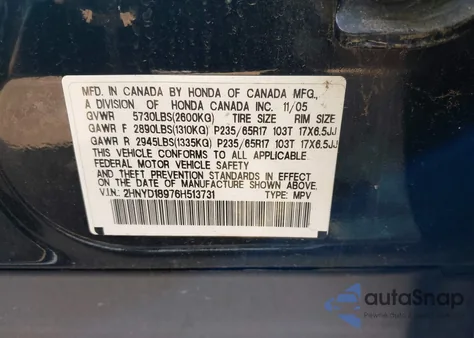 MFD. IN CANADA BY HONDA OF CANADA MFG.,
A DIVISION OF HONDA CANADA INC. 11/05
GVWR 5730LBS(2600KG) TIRE SIZE RIM SIZE
GAWR F 2890LBS(1310KG) P235/65R17 103T 17X6.5JJ
GAWR R 2945LBS(1335KG) P235/65R17 103T 17X6.5JJ
THIS VEHICLE CONFORMS TO ALL APPLICABLE
FEDERAL MOTOR VEHICLE SAFETY
AND THEFT PREVENTION STANDARDS IN EFFECT ON
THE DATE OF MANUFACTURE SHOWN ABOVE.
V.I.N: 2HNYD18976H513731 TYPE: MPV
autaSnap